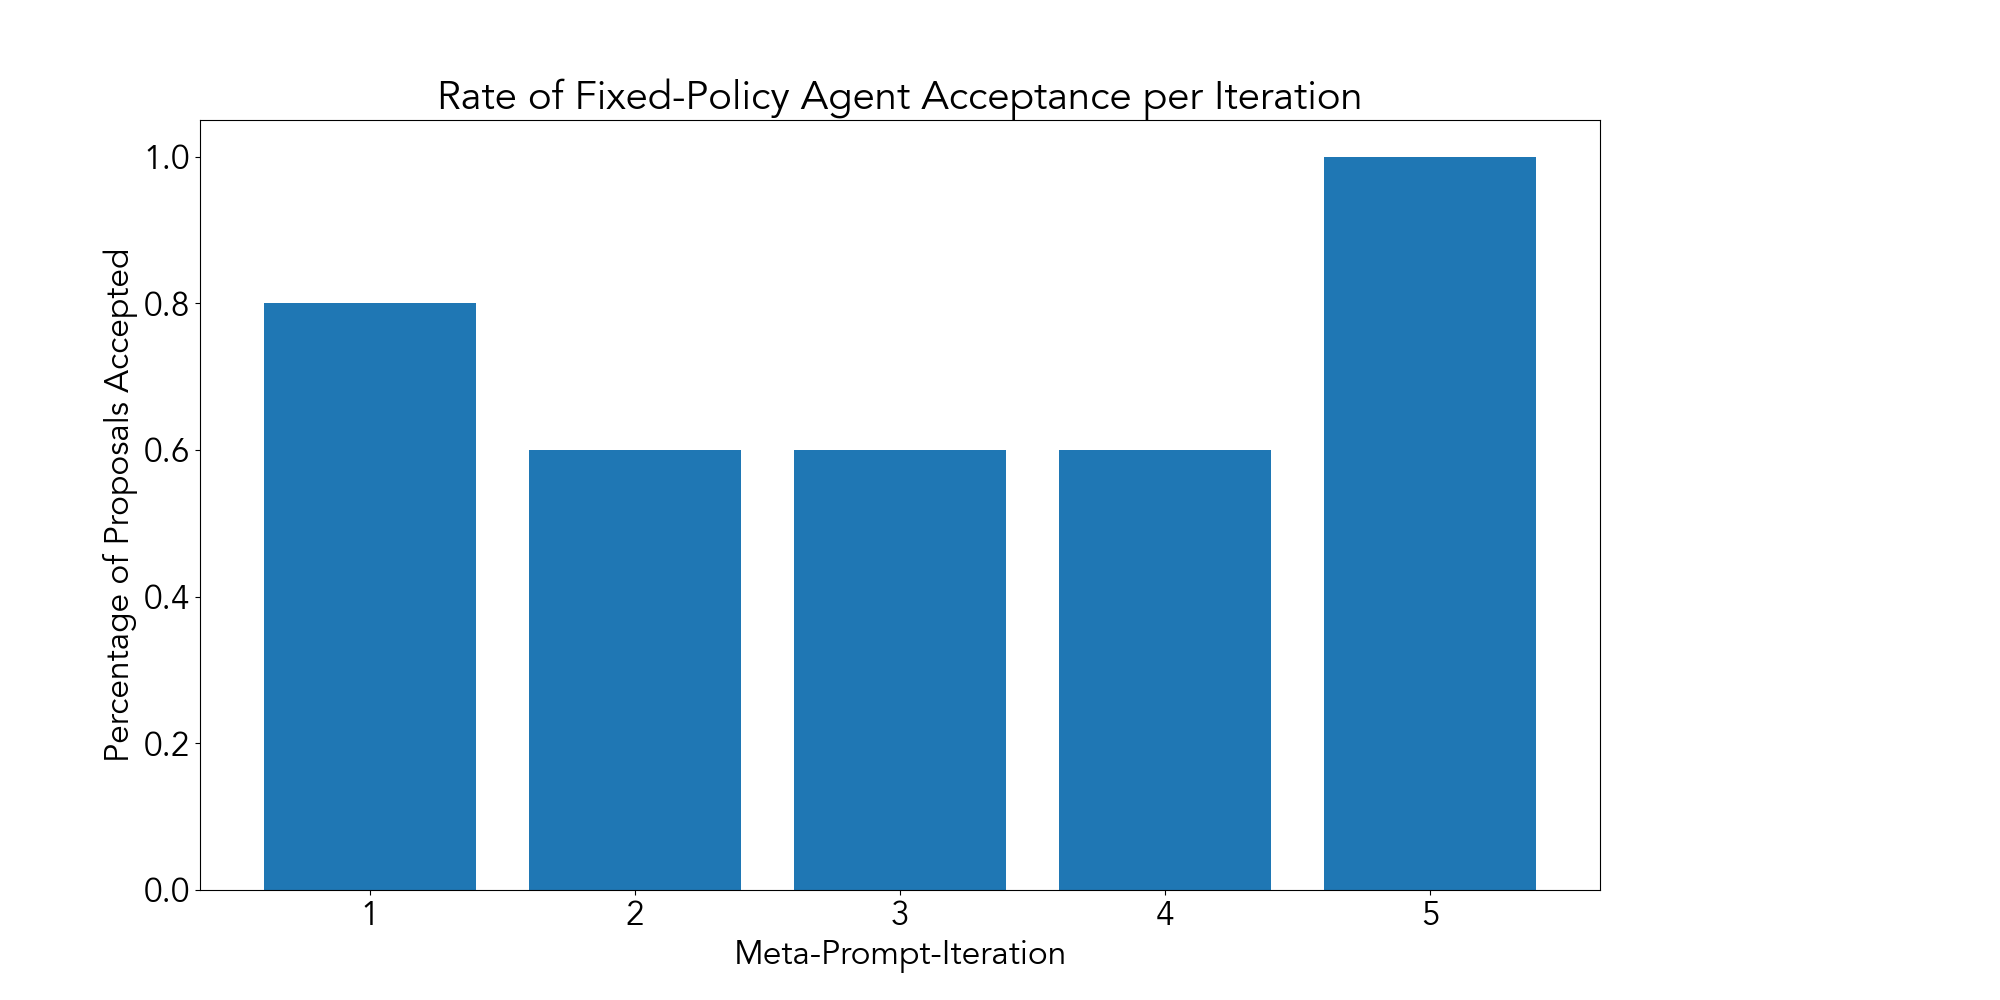 Rate of Fixed-Policy Agent Acceptance per Iteration
Percentage of Proposals Accepted
1.0
0.8
0.6
0.4
0.2
0.0
1 2 3 4 5
Meta-Prompt-Iteration